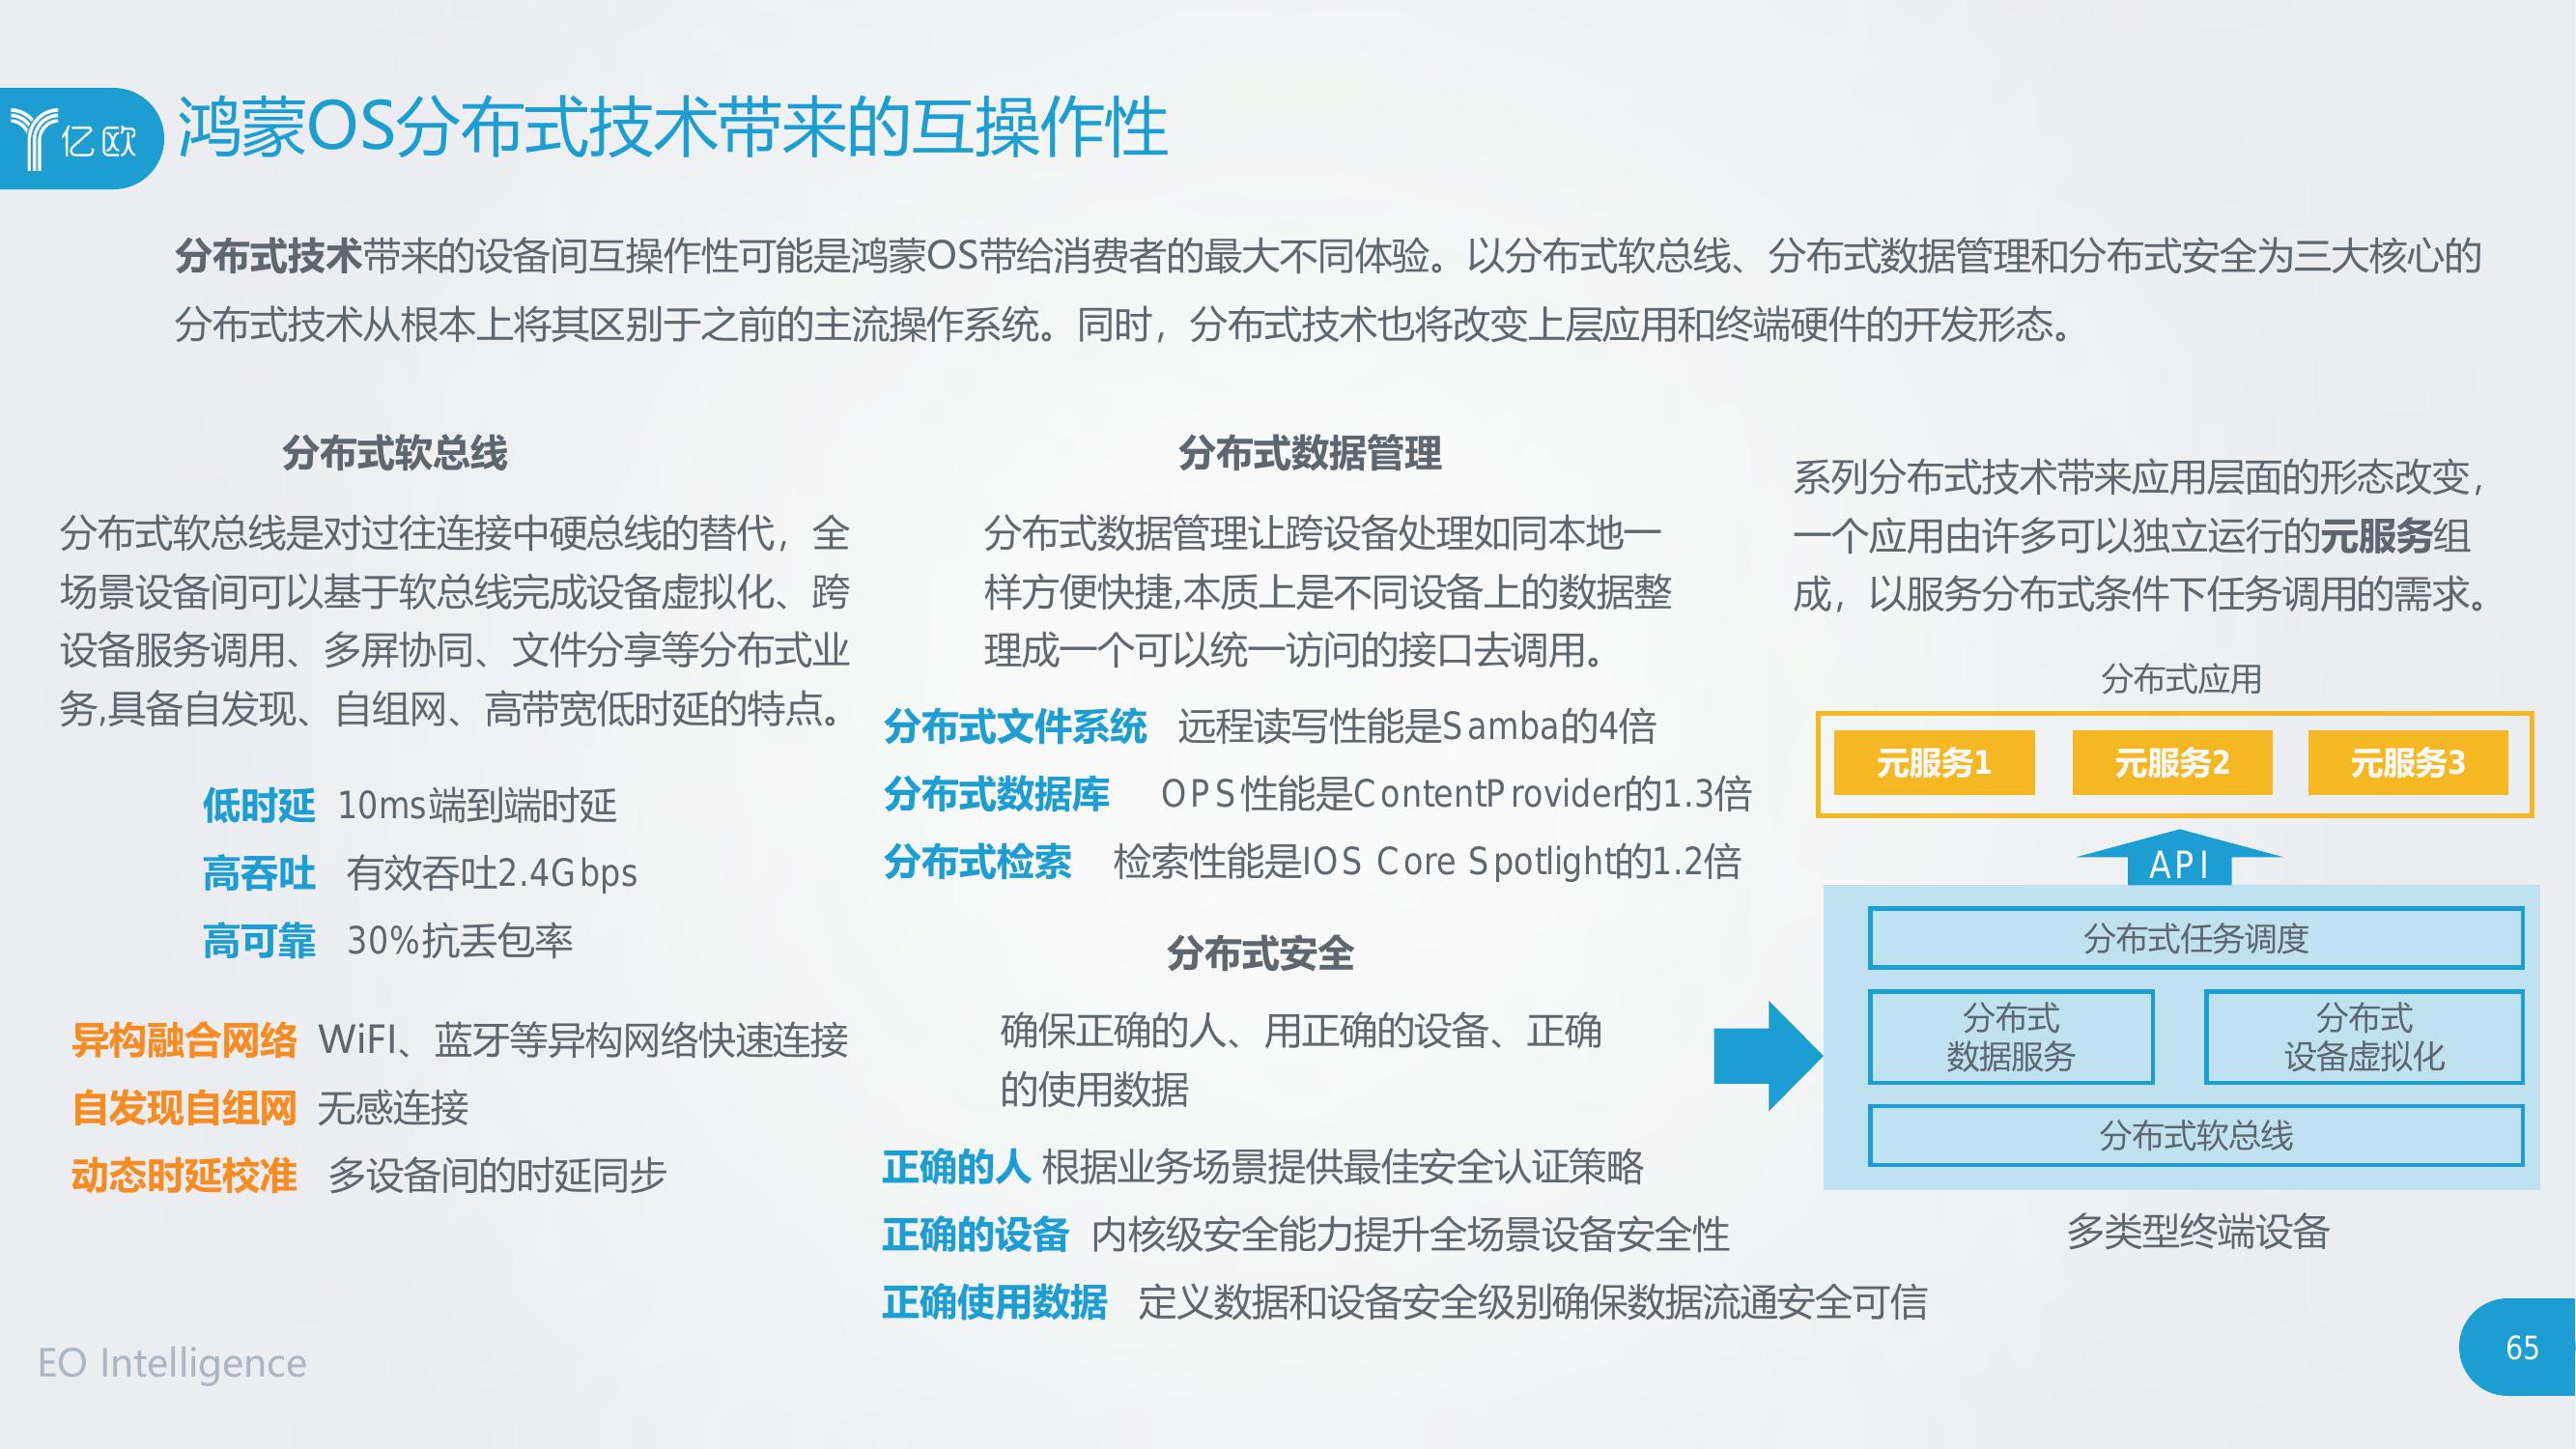 亿欧
鸿蒙OS分布式技术带来的互操作性
分布式技术带来的设备间互操作性可能是鸿蒙OS带给消费者的最大不同体验。以分布式软总线、分布式数据管理和分布式安全为三大核心的
分布式技术从根本上将其区别于之前的主流操作系统。同时，分布式技术也将改变上层应用和终端硬件的开发形态。
分布式软总线
分布式软总线是对过往连接中硬总线的替代，全
场景设备间可以基于软总线完成设备虚拟化、跨
设备服务调用、多屏协同、文件分享等分布式业
务,具备自发现、自组网、高带宽低时延的特点。
低时延 10ms端到端时延
高吞吐 有效吞吐2.4Gbps
高可靠 30%抗丢包率
异构融合网络 WiFI、蓝牙等异构网络快速连接
自发现自组网 无感连接
动态时延校准 多设备间的时延同步
分布式数据管理
分布式数据管理让跨设备处理如同本地一
样方便快捷,本质上是不同设备上的数据整
理成一个可以统一访问的接口去调用。
分布式文件系统 远程读写性能是Samba的4倍
分布式数据库 OPS性能是ContentProvider的1.3倍
分布式检索 检索性能是IOS Core Spotlight的1.2倍
分布式安全
确保正确的人、用正确的设备、正确
的使用数据
正确的人 根据业务场景提供最佳安全认证策略
正确的设备 内核级安全能力提升全场景设备安全性
正确使用数据 定义数据和设备安全级别确保数据流通安全可信
系列分布式技术带来应用层面的形态改变，
一个应用由许多可以独立运行的元服务组
成，以服务分布式条件下任务调用的需求。
分布式应用
元服务1 元服务2 元服务3
API
分布式任务调度
分布式
数据服务
分布式
设备虚拟化
分布式软总线
多类型终端设备
EO Intelligence
65